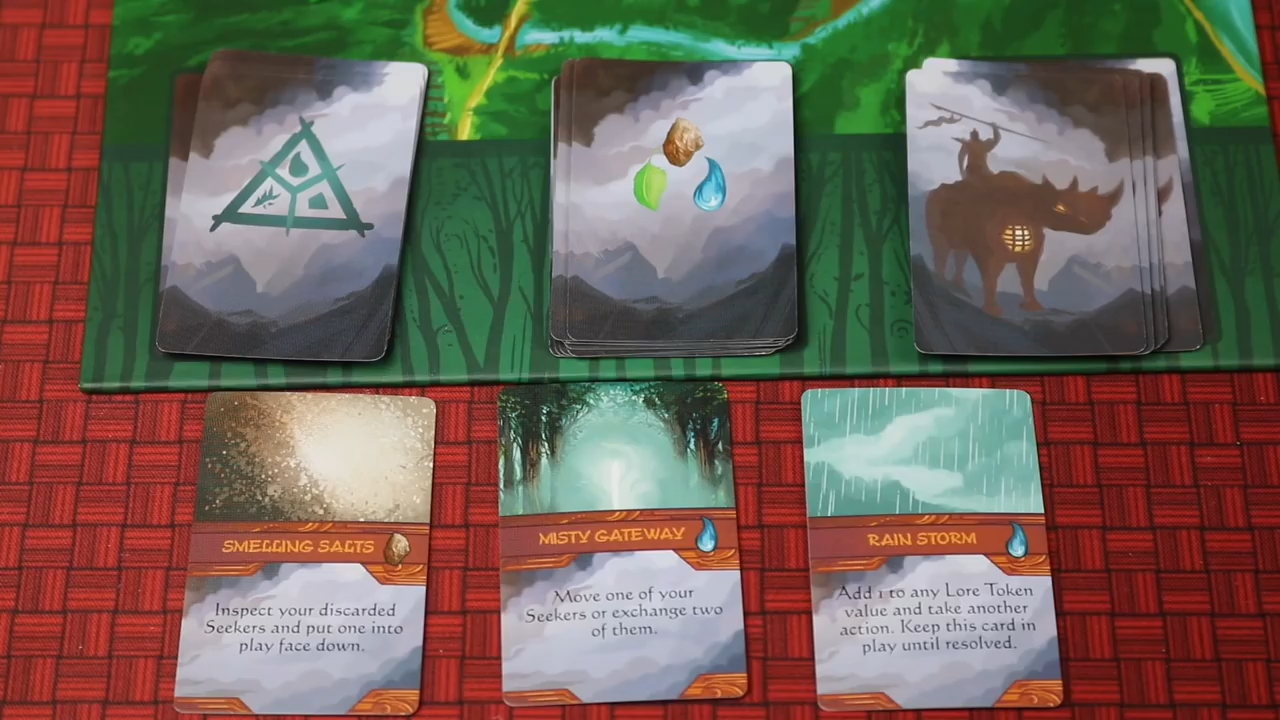 SMELLING SALTS
Inspect your discarded
Seekers and put one into
play face down.
MISTY GATEWAY
Move one of your
Seekers or exchange two
of them.
RAIN STORM
Add 1 to any Lore Token
value and take another
action. Keep this card in
play until resolved.